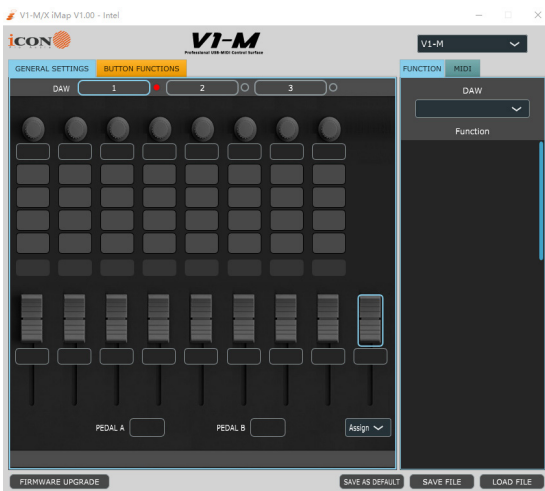 V1-M/X iMap V1.00 - Intel
icon
V1-M
Professional USB-MIDI Control Surface
V1-M
GENERAL SETTINGS BUTTON FUNCTIONS
FUNCTION MIDI
DAW 1 2 3
DAW
Function
PEDAL A PEDAL B Assign
FIRMWARE UPGRADE SAVE AS DEFAULT SAVE FILE LOAD FILE